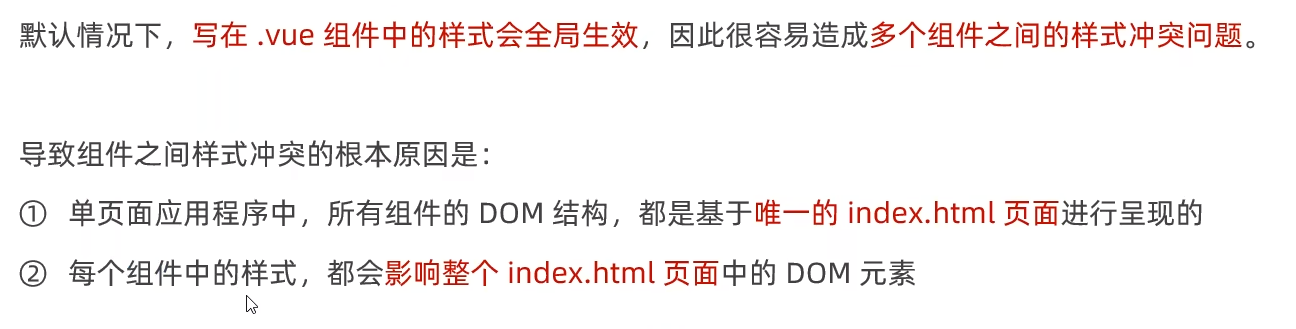 默认情况下，写在 .vue 组件中的样式会全局生效，因此很容易造成多个组件之间的样式冲突问题。
导致组件之间样式冲突的根本原因是：
① 单页面应用程序中，所有组件的 DOM 结构，都是基于唯一的 index.html 页面进行呈现的
② 每个组件中的样式，都会影响整个 index.html 页面中的 DOM 元素